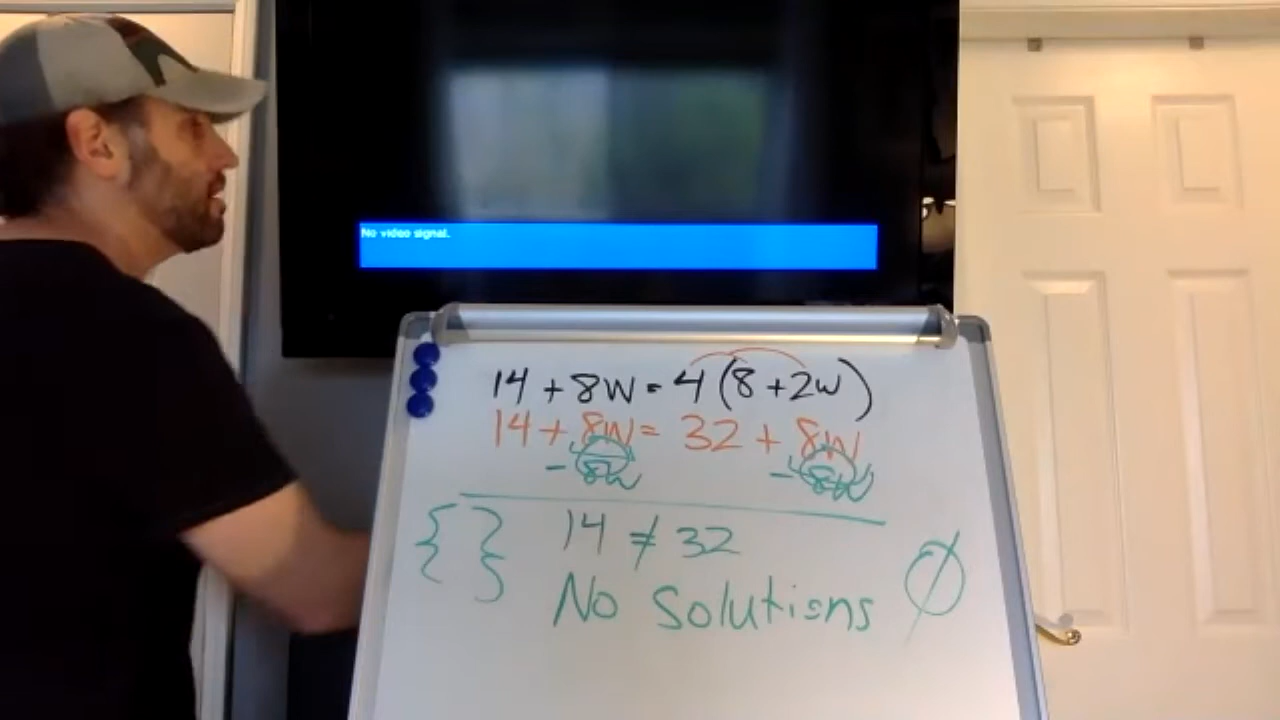 No video signal.
14 + 8W = 4(8 + 2W)
14 + 8W = 32 + 8W
- 8W - 8W
{ } 14 ≠ 32
No Solutions ∅